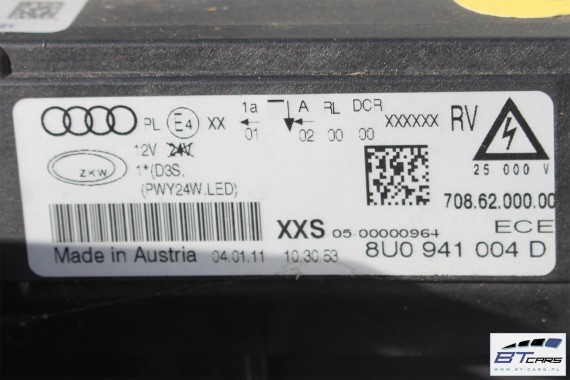 PL E4 XX 1a A RL DCR XXXXXX RV
01 02 00 00
12V 24V
ZKW 1*(D3S,
(PWY24W,LED)
25 000 V
708.62.000.00
XXS 05 00000964 ECE
Made in Austria 04.01.11 10:30:53 8U0 941 004 D
BT CARS
WWW.BTCARS.PL